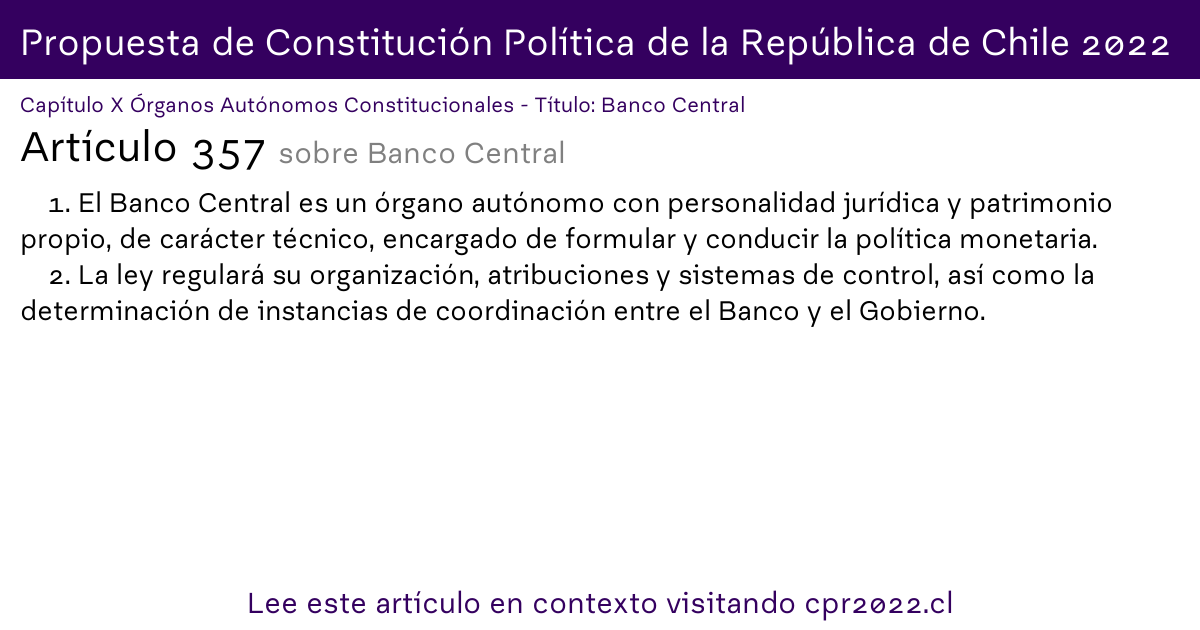 Propuesta de Constitución Política de la República de Chile 2022
Capítulo X Órganos Autónomos Constitucionales - Título: Banco Central
Artículo 357 sobre Banco Central
1. El Banco Central es un órgano autónomo con personalidad jurídica y patrimonio
propio, de carácter técnico, encargado de formular y conducir la política monetaria.
2. La ley regulará su organización, atribuciones y sistemas de control, así como la
determinación de instancias de coordinación entre el Banco y el Gobierno.
Lee este artículo en contexto visitando cpr2022.cl